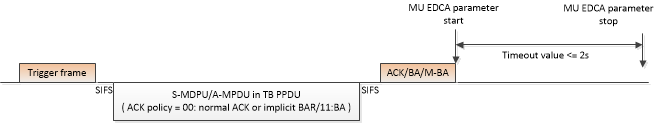 MU EDCA parameter
start
MU EDCA parameter
stop
Timeout value <= 2s
Trigger frame
ACK/BA/M-BA
SIFS
SIFS
S-MDPU/A-MPDU in TB PPDU
( ACK policy = 00: normal ACK or implicit BAR/11:BA )